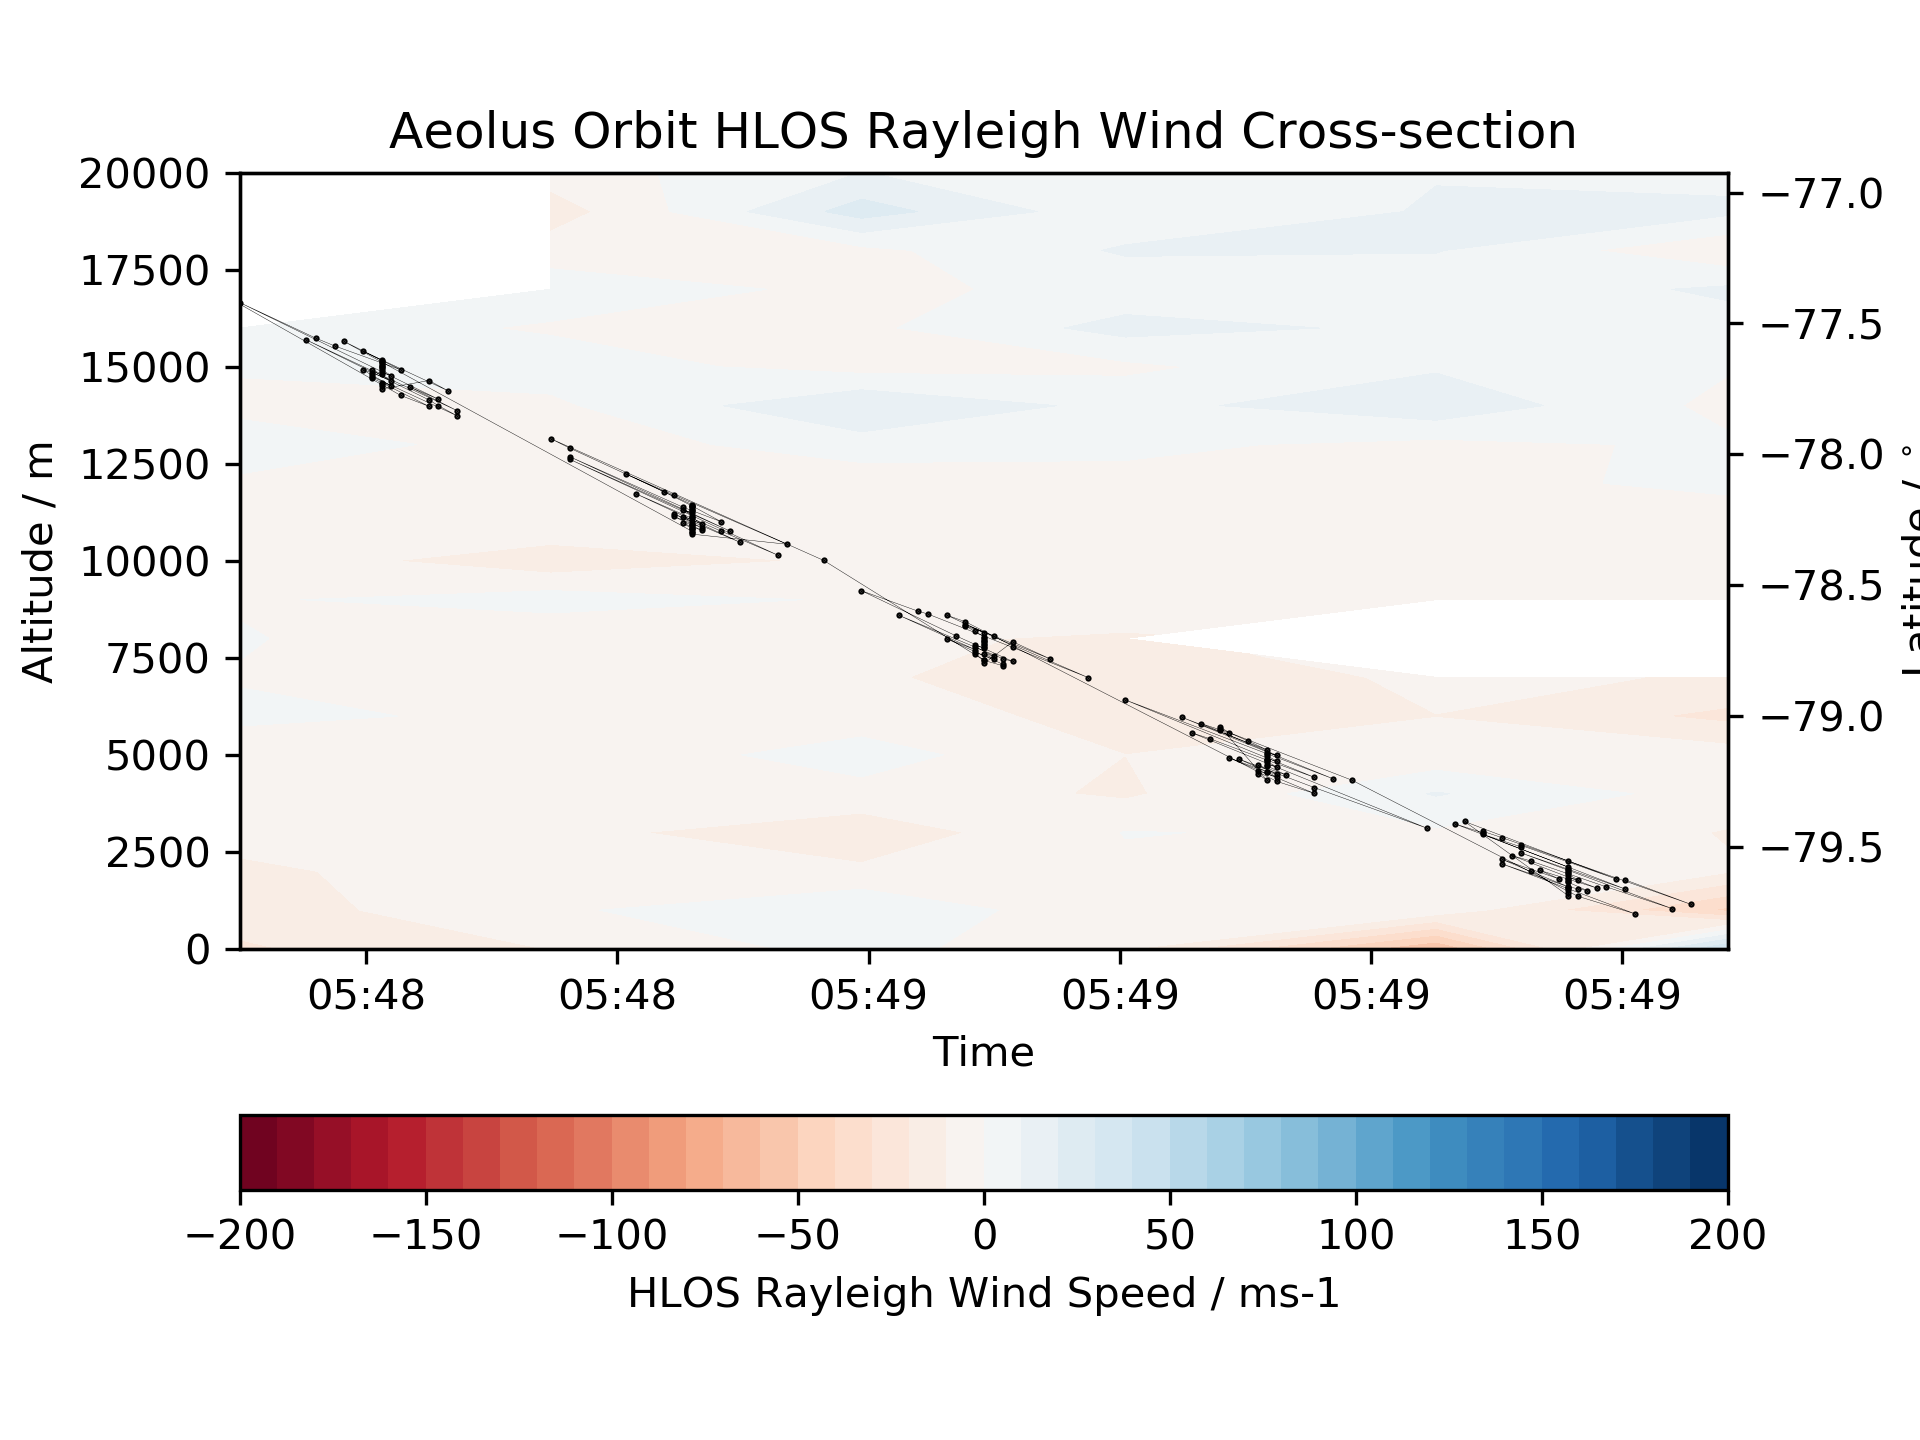 Aeolus Orbit HLOS Rayleigh Wind Cross-section
20000
17500
15000
12500
10000
7500
5000
2500
0
Altitude / m
−77.0
−77.5
−78.0
−78.5
−79.0
−79.5
Latitude / °
05:48 05:48 05:49 05:49 05:49 05:49
Time
−200 −150 −100 −50 0 50 100 150 200
HLOS Rayleigh Wind Speed / ms-1